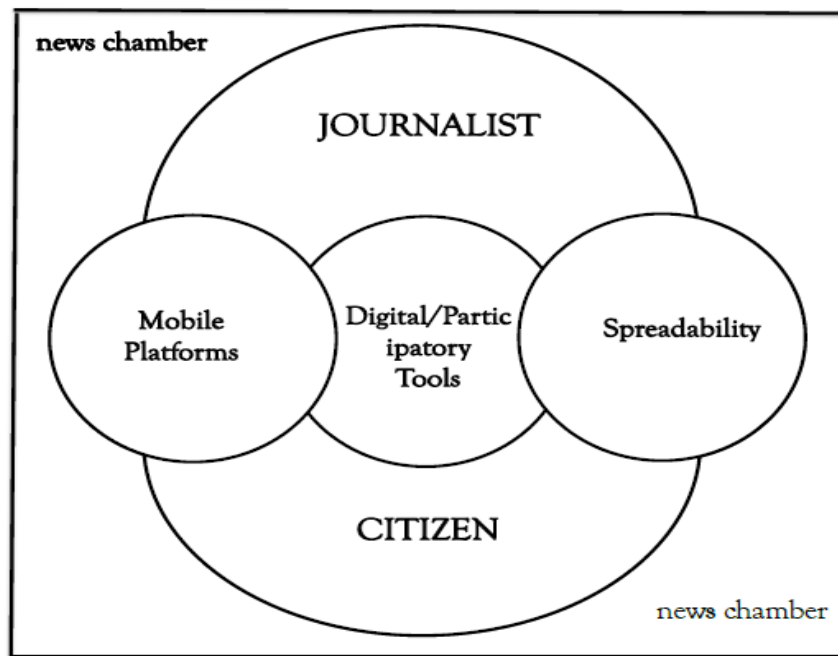 news chamber
JOURNALIST
Mobile
Platforms
Digital/Partic
ipatory
Tools
Spreadability
CITIZEN
news chamber